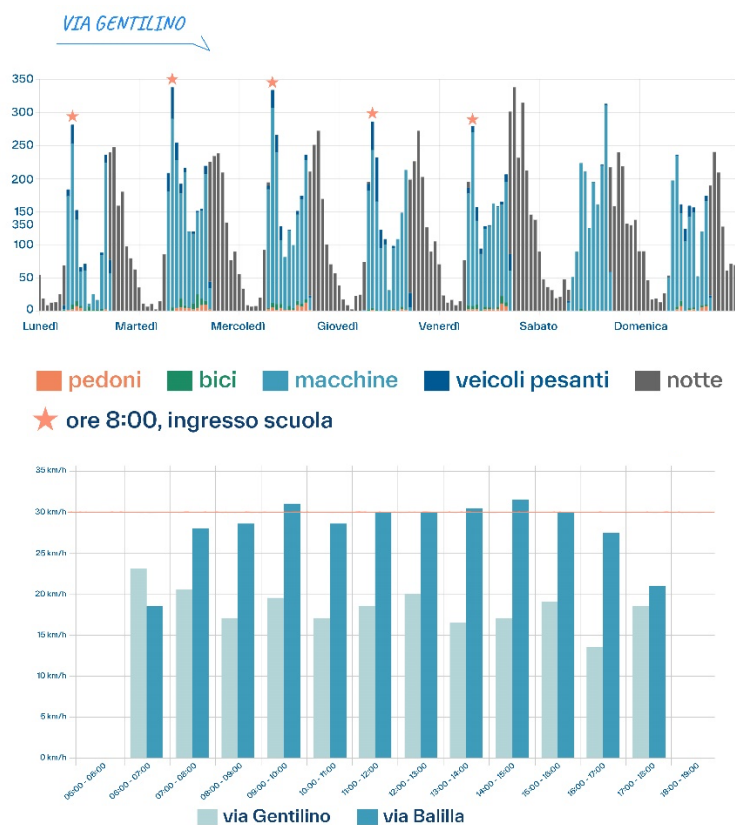 VIA GENTILINO
350
300
250
200
150
350
100
50
0
Lunedì Martedì Mercoledì Giovedì Venerdì Sabato Domenica
pedoni bici macchine veicoli pesanti notte
ore 8:00, ingresso scuola
35 km/h
30 km/h
25 km/h
20 km/h
15 km/h
10 km/h
5 km/h
0 km/h
05:00 - 06:00 06:00 - 07:00 07:00 - 08:00 08:00 - 09:00 09:00 - 10:00 10:00 - 11:00 11:00 - 12:00 12:00 - 13:00 13:00 - 14:00 14:00 - 15:00 15:00 - 16:00 16:00 - 17:00 17:00 - 18:00 18:00 - 19:00
via Gentilino via Balilla